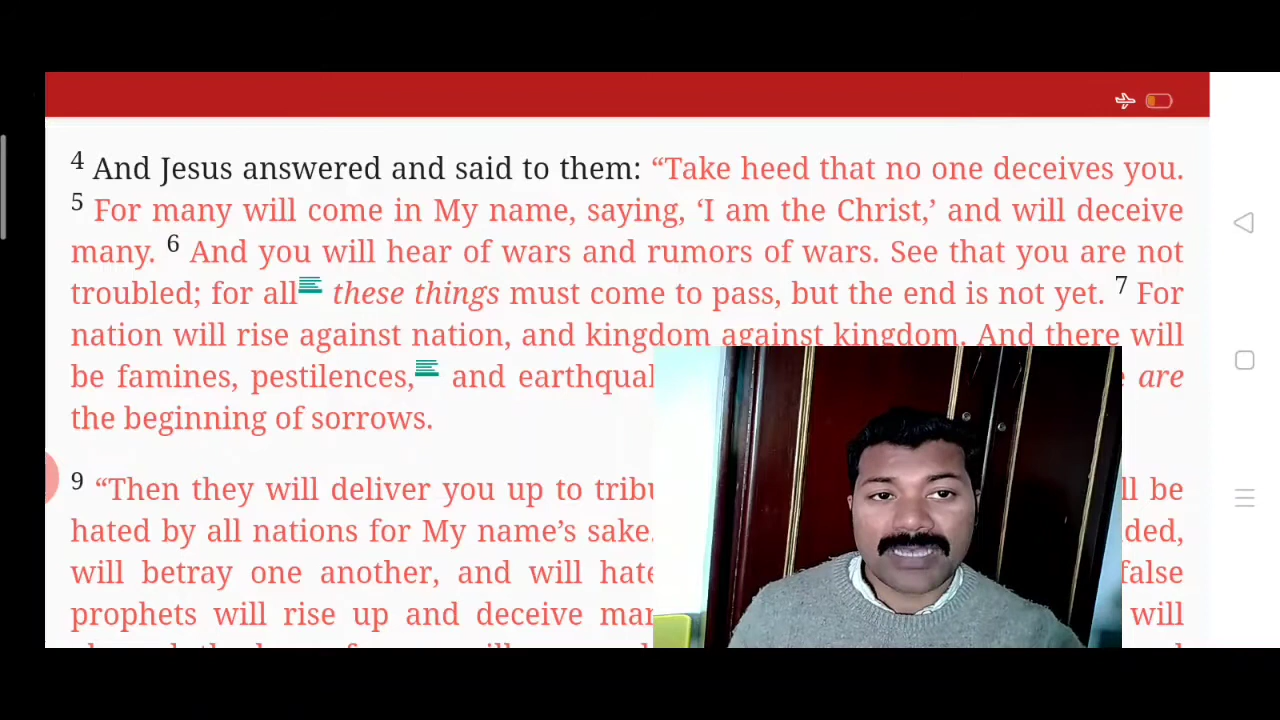 4 And Jesus answered and said to them: “Take heed that no one deceives you.
5 For many will come in My name, saying, ‘I am the Christ,’ and will deceive
many. 6 And you will hear of wars and rumors of wars. See that you are not
troubled; for all these things must come to pass, but the end is not yet. 7 For
nation will rise against nation, and kingdom against kingdom. And there will
be famines, pestilences, and earthqua are
the beginning of sorrows.
9 “Then they will deliver you up to tribu ll be
hated by all nations for My name’s sake. ded,
will betray one another, and will hate false
prophets will rise up and deceive will